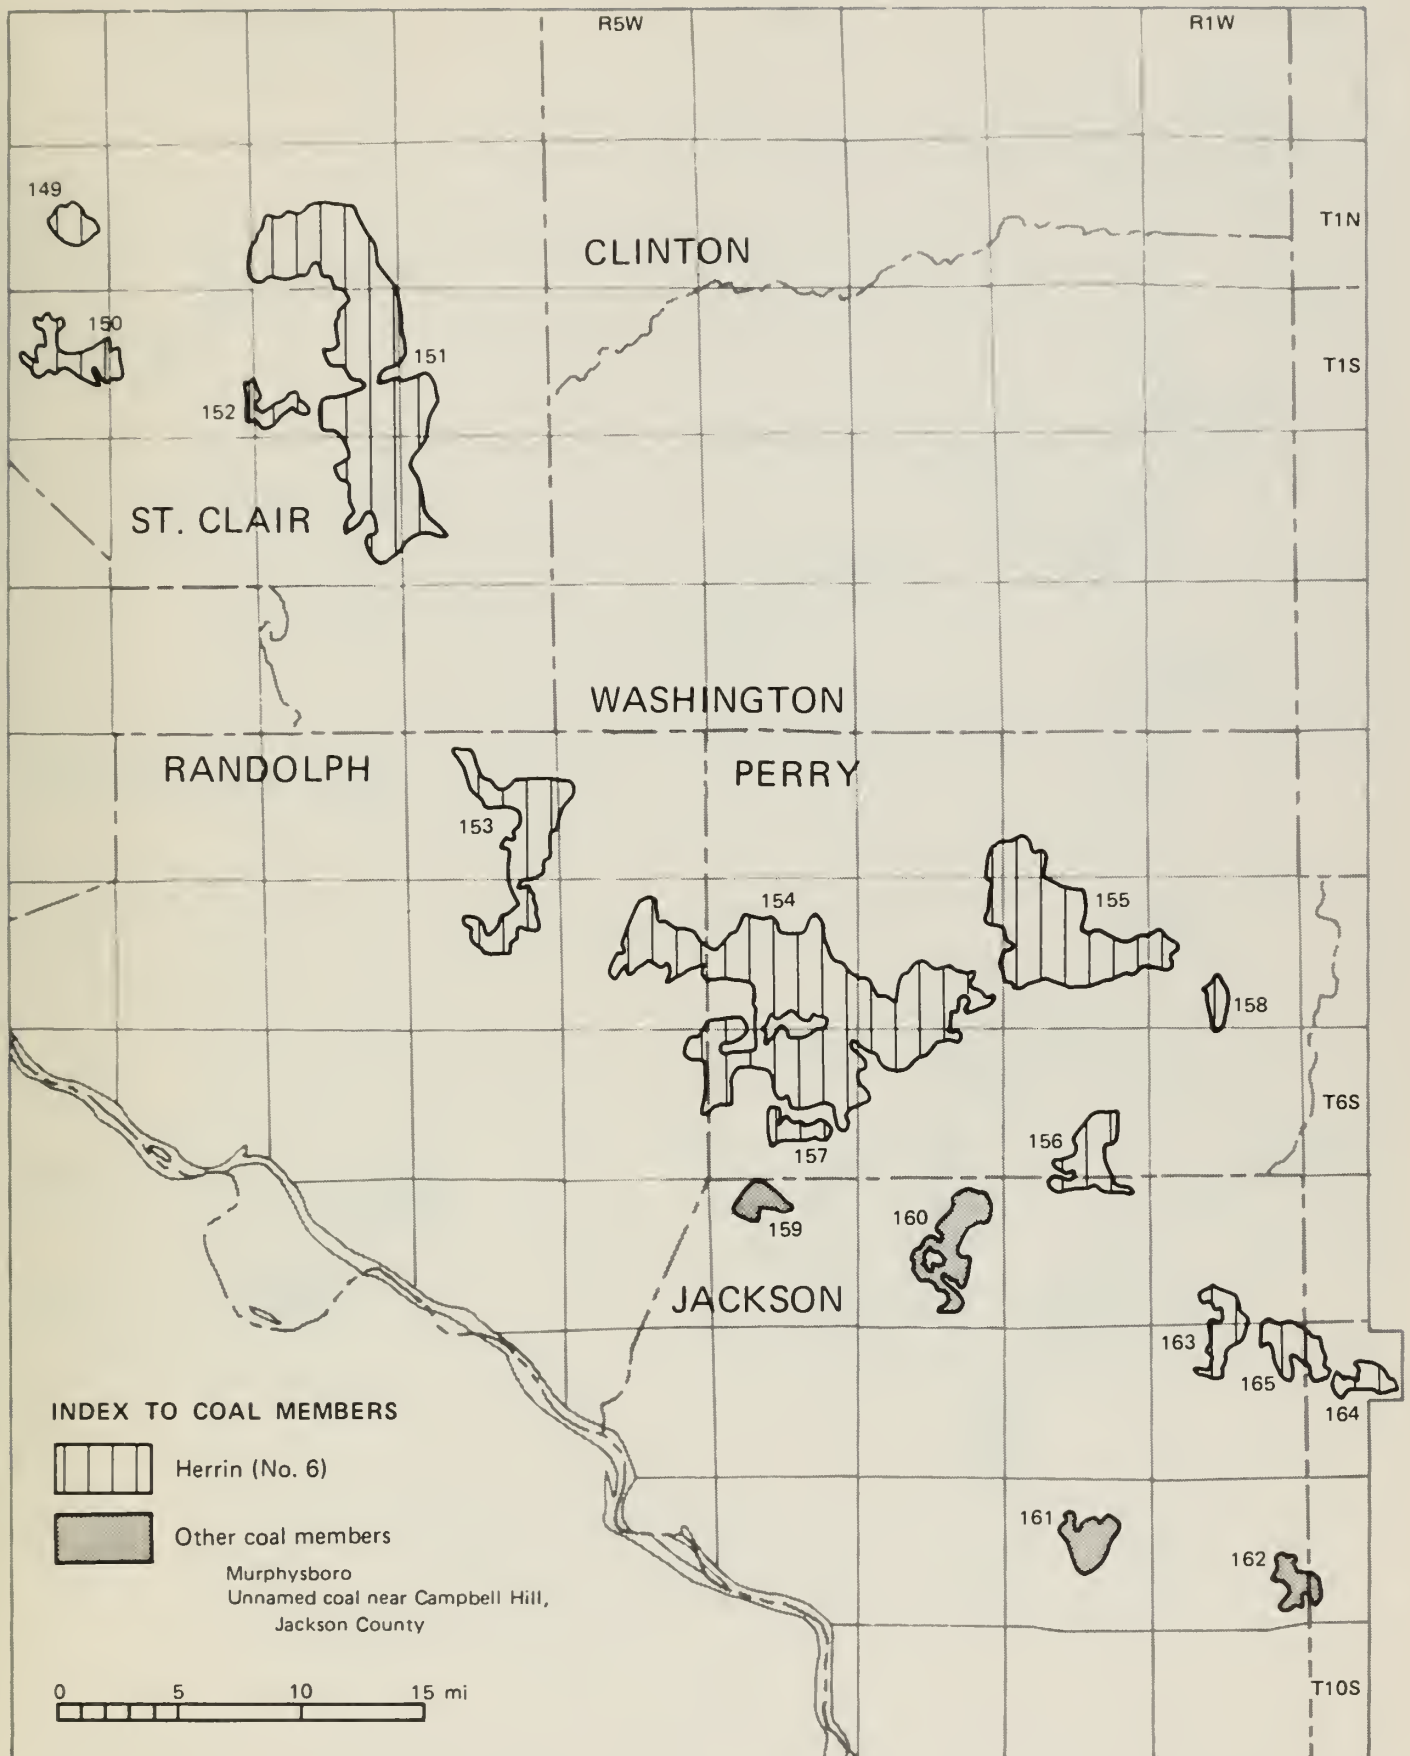 R5W
R1W
149
T1N
CLINTON
150
151
T1S
152
ST. CLAIR
WASHINGTON
RANDOLPH
PERRY
153
154
155
158
T6S
156
157
159
160
JACKSON
163
165
164
INDEX TO COAL MEMBERS
Herrin (No. 6)
161
Other coal members
162
Murphysboro
Unnamed coal near Campbell Hill,
Jackson County
0 5 10 15 mi
T10S